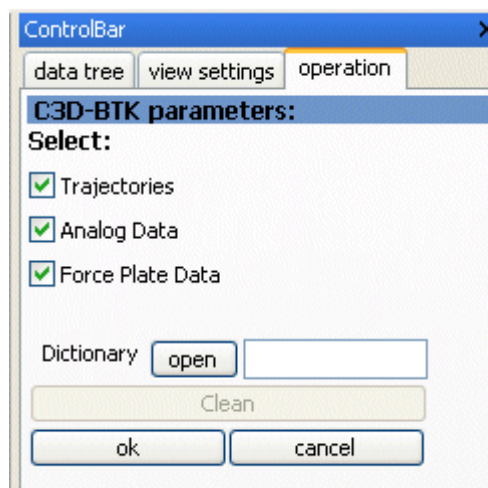 ControlBar
data tree view settings operation
C3D-BTK parameters:
Select:
Trajectories
Analog Data
Force Plate Data
Dictionary open
Clean
ok cancel